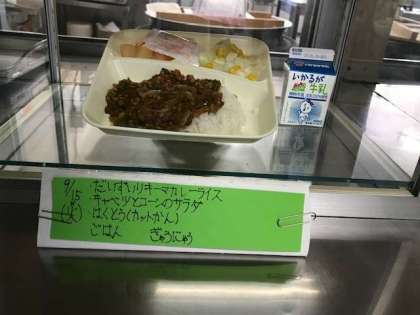 いかるが
牛乳
9/15 (火)
・だいずいりキーマカレーライス
・キャベツとコーンのサラダ
・はくとう(カットかん)
ごはん ぎゅうにゅう